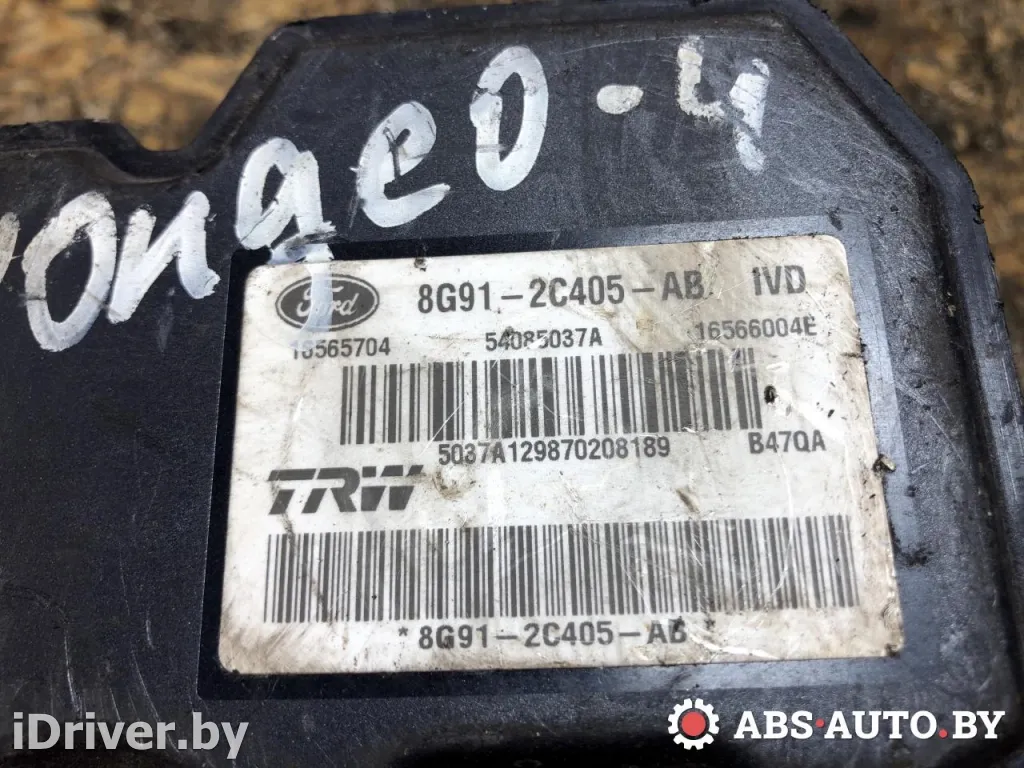 ongeo-4
Ford 8G91-2C405-AB IVD
16565704 54085037A 16566004E
5037A129870208189 B47QA
TRW
*8G91-2C405-AB*
iDriver.by
ABS-AUTO.BY